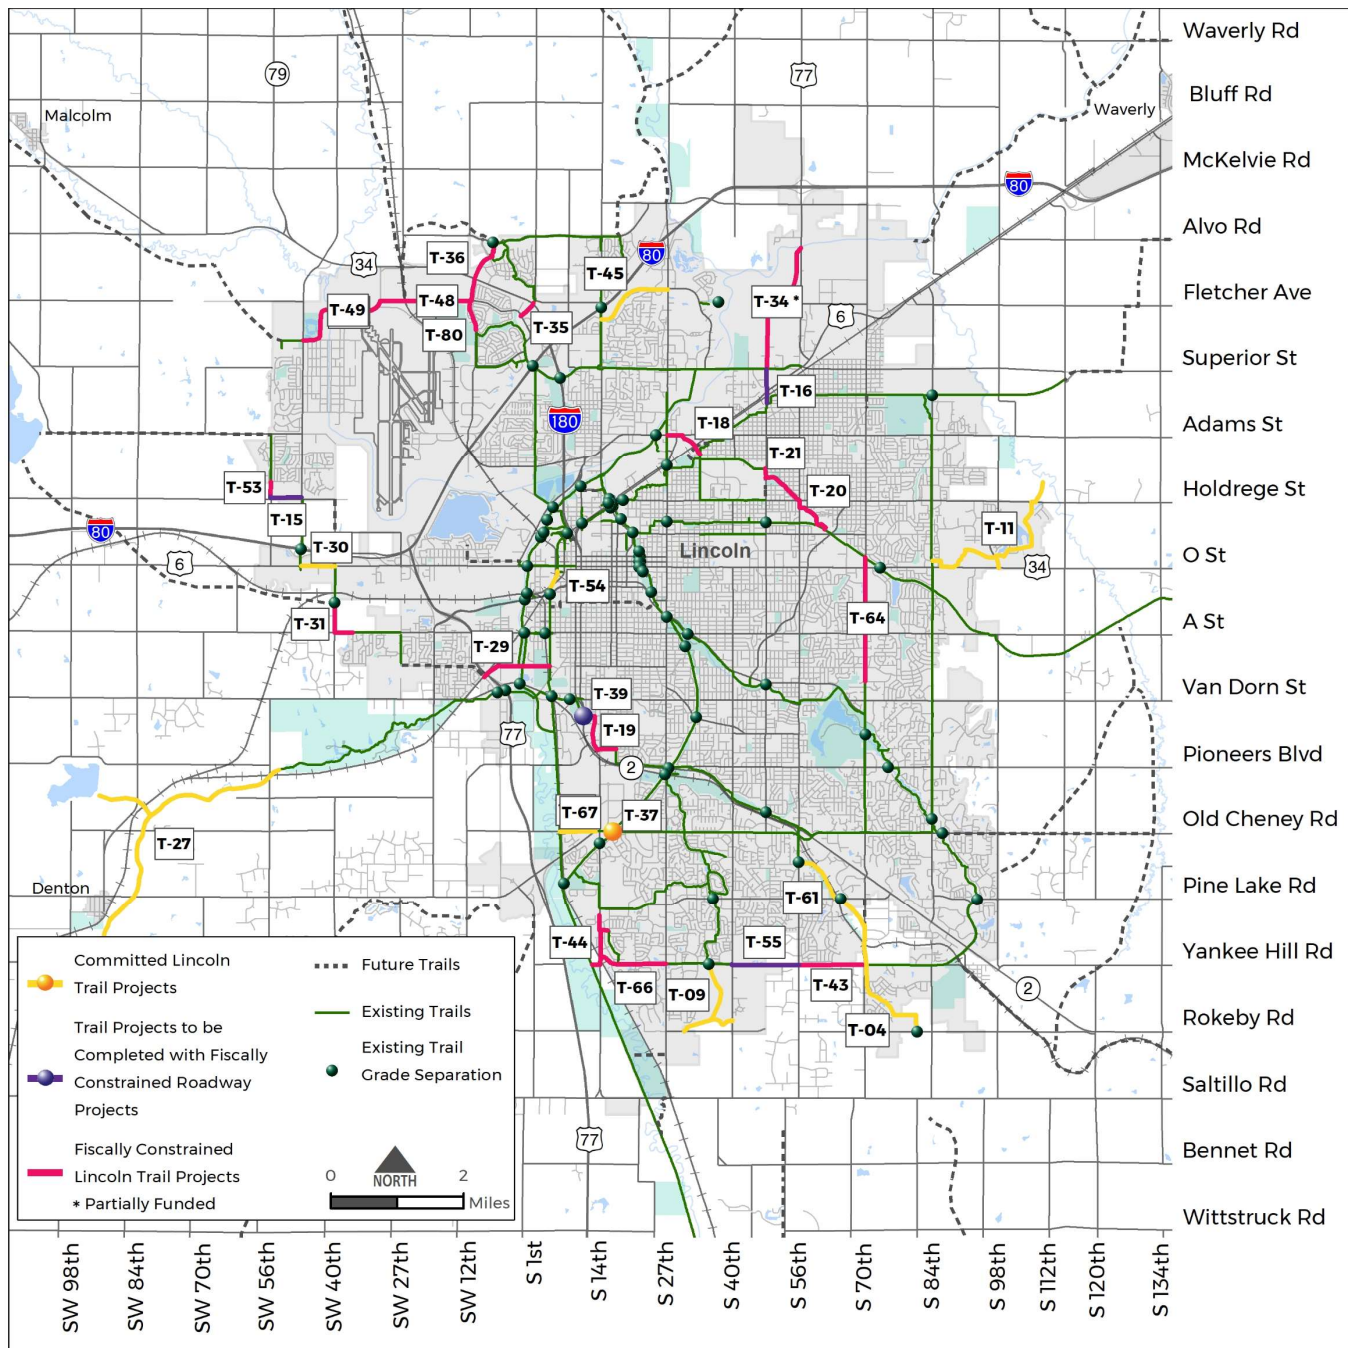 Waverly Rd
79
77
Bluff Rd
Malcolm
Waverly
McKelvie Rd
80
Alvo Rd
T-36
34
80
T-45
Fletcher Ave
T-49
T-48
T-34 *
T-80
T-35
6
Superior St
T-16
180
T-18
Adams St
T-21
T-53
T-20
Holdrege St
T-15
T-11
80
T-30
Lincoln
O St
6
34
T-54
T-31
T-64
A St
T-29
T-39
Van Dorn St
77
T-19
2
Pioneers Blvd
T-67
T-37
Old Cheney Rd
T-27
Denton
T-61
Pine Lake Rd
T-44
T-55
Yankee Hill Rd
T-66
T-09
T-43
2
T-04
Rokeby Rd
Saltillo Rd
77
Bennet Rd
Wittstruck Rd
Committed Lincoln
Trail Projects
Trail Projects to be
Completed with Fiscally
Constrained Roadway
Projects
Fiscally Constrained
Lincoln Trail Projects
* Partially Funded
Future Trails
Existing Trails
Existing Trail
Grade Separation
NORTH
0
2
Miles
SW 98th
SW 84th
SW 70th
SW 56th
SW 40th
SW 27th
SW 12th
S 1st
S 14th
S 27th
S 40th
S 56th
S 70th
S 84th
S 98th
S 112th
S 120th
S 134th